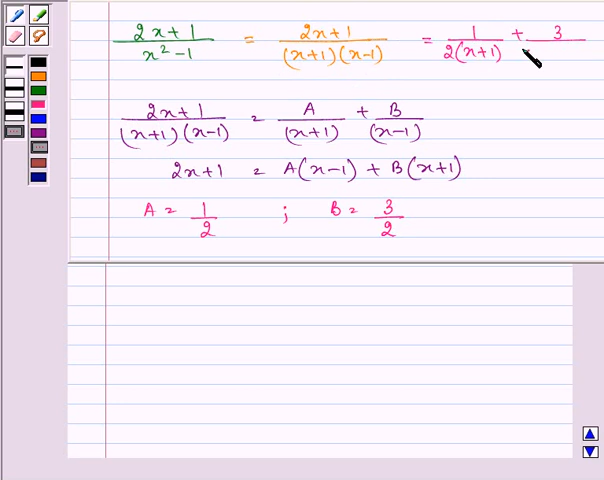 (2x+1)/(x²-1) = (2x+1)/((x+1)(x-1)) = 1/(2(x+1)) + 3/
(2x+1)/((x+1)(x-1)) = A/(x+1) + B/(x-1)
2x+1 = A(x-1) + B(x+1)
A = 1/2 ; B = 3/2